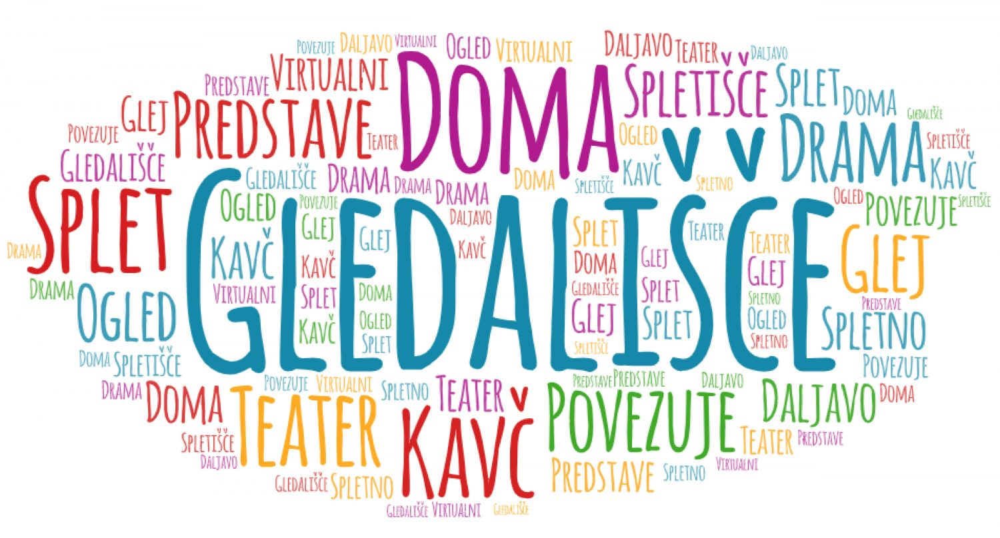 Povezuje Daljavo Virtualni Ogled Virtualni Daljavo Teater Daljavo
Predstave Virtualni Doma Spletišče Splet Doma
Glej Predstave Teater Ogled Drama Gledališče
Povezuje Gledališče Gledališče Drama Drama Drama Doma Spletišče Kavč Spletno Spletišče Kavč
Splet Ogled Povezuje Daljavo Ogled Povezuje Spletišče
Gledališče
Glej Glej Splet Teater Teater Glej
Drama Kavč Kavč Kavč Doma Glej Glej
Drama Ogled Virtualni Splet Doma Gledališče Splet Spletno Predstave
Kavč Ogled Splet Glej Splet Ogled Spletno
Spletišče Spletno
Doma Spletišče Povezuje
Drama Doma Povezuje Virtualni Spletno Teater Predstave Predstave Daljavo Daljavo Doma
Teater Kavč Povezuje
Spletišče Daljavo Teater Predstave
Gledališče Spletno Predstave Spletno Virtualni
Gledališče Virtualni Gledališče